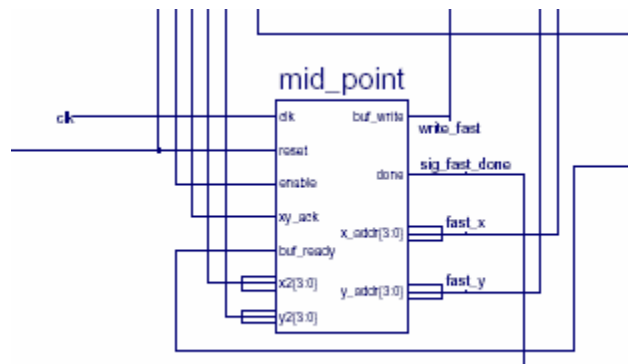 mid_point
clk
clk
buf_write
write_fast
reset
sig_fast_done
done
enable
xy_ack
fast_x
x_addr(3:0)
buf_ready
fast_y
x2(3:0)
y_addr(3:0)
y2(3:0)